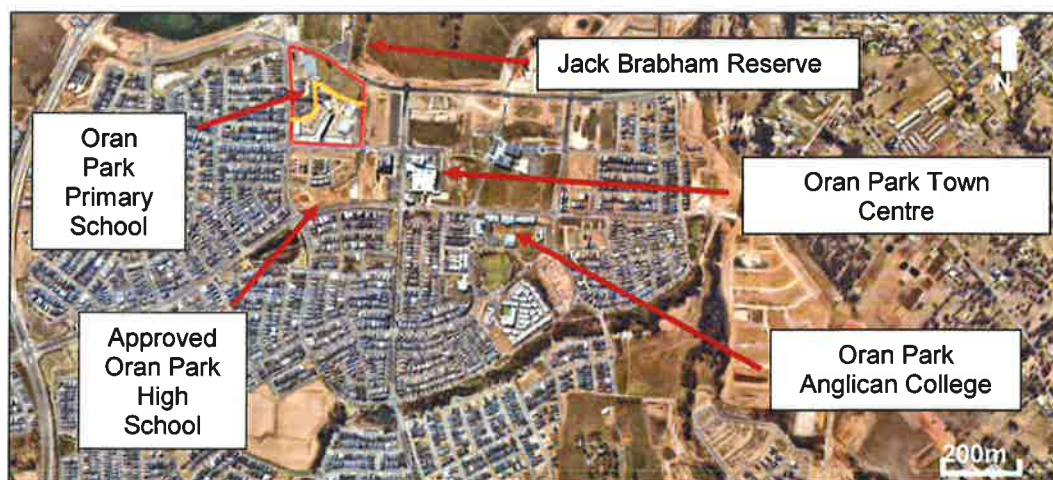 Jack Brabham Reserve
N
Oran
Park
Primary
School
Oran Park Town
Centre
Approved
Oran Park
High
School
Oran Park
Anglican College
200m